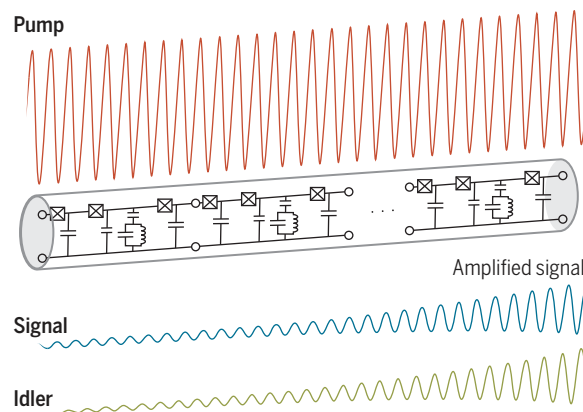 Pump
. . .
Amplified signal
Signal
Idler